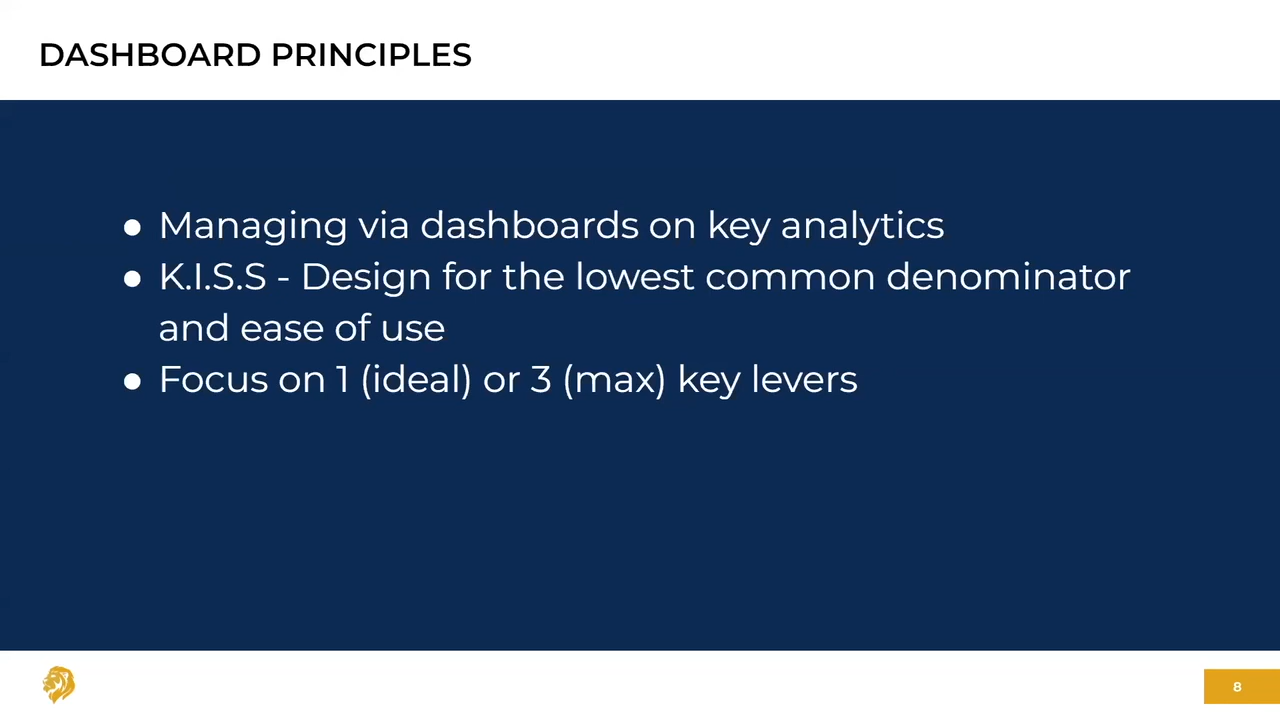 DASHBOARD PRINCIPLES
● Managing via dashboards on key analytics
● K.I.S.S - Design for the lowest common denominator
and ease of use
● Focus on 1 (ideal) or 3 (max) key levers
8